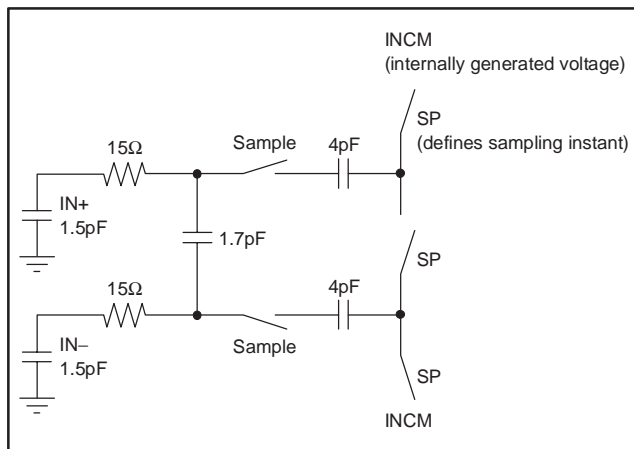 INCM
(internally generated voltage)
SP
(defines sampling instant)
15Ω
Sample
4pF
IN+
1.5pF
1.7pF
SP
15Ω
4pF
Sample
IN–
1.5pF
SP
INCM